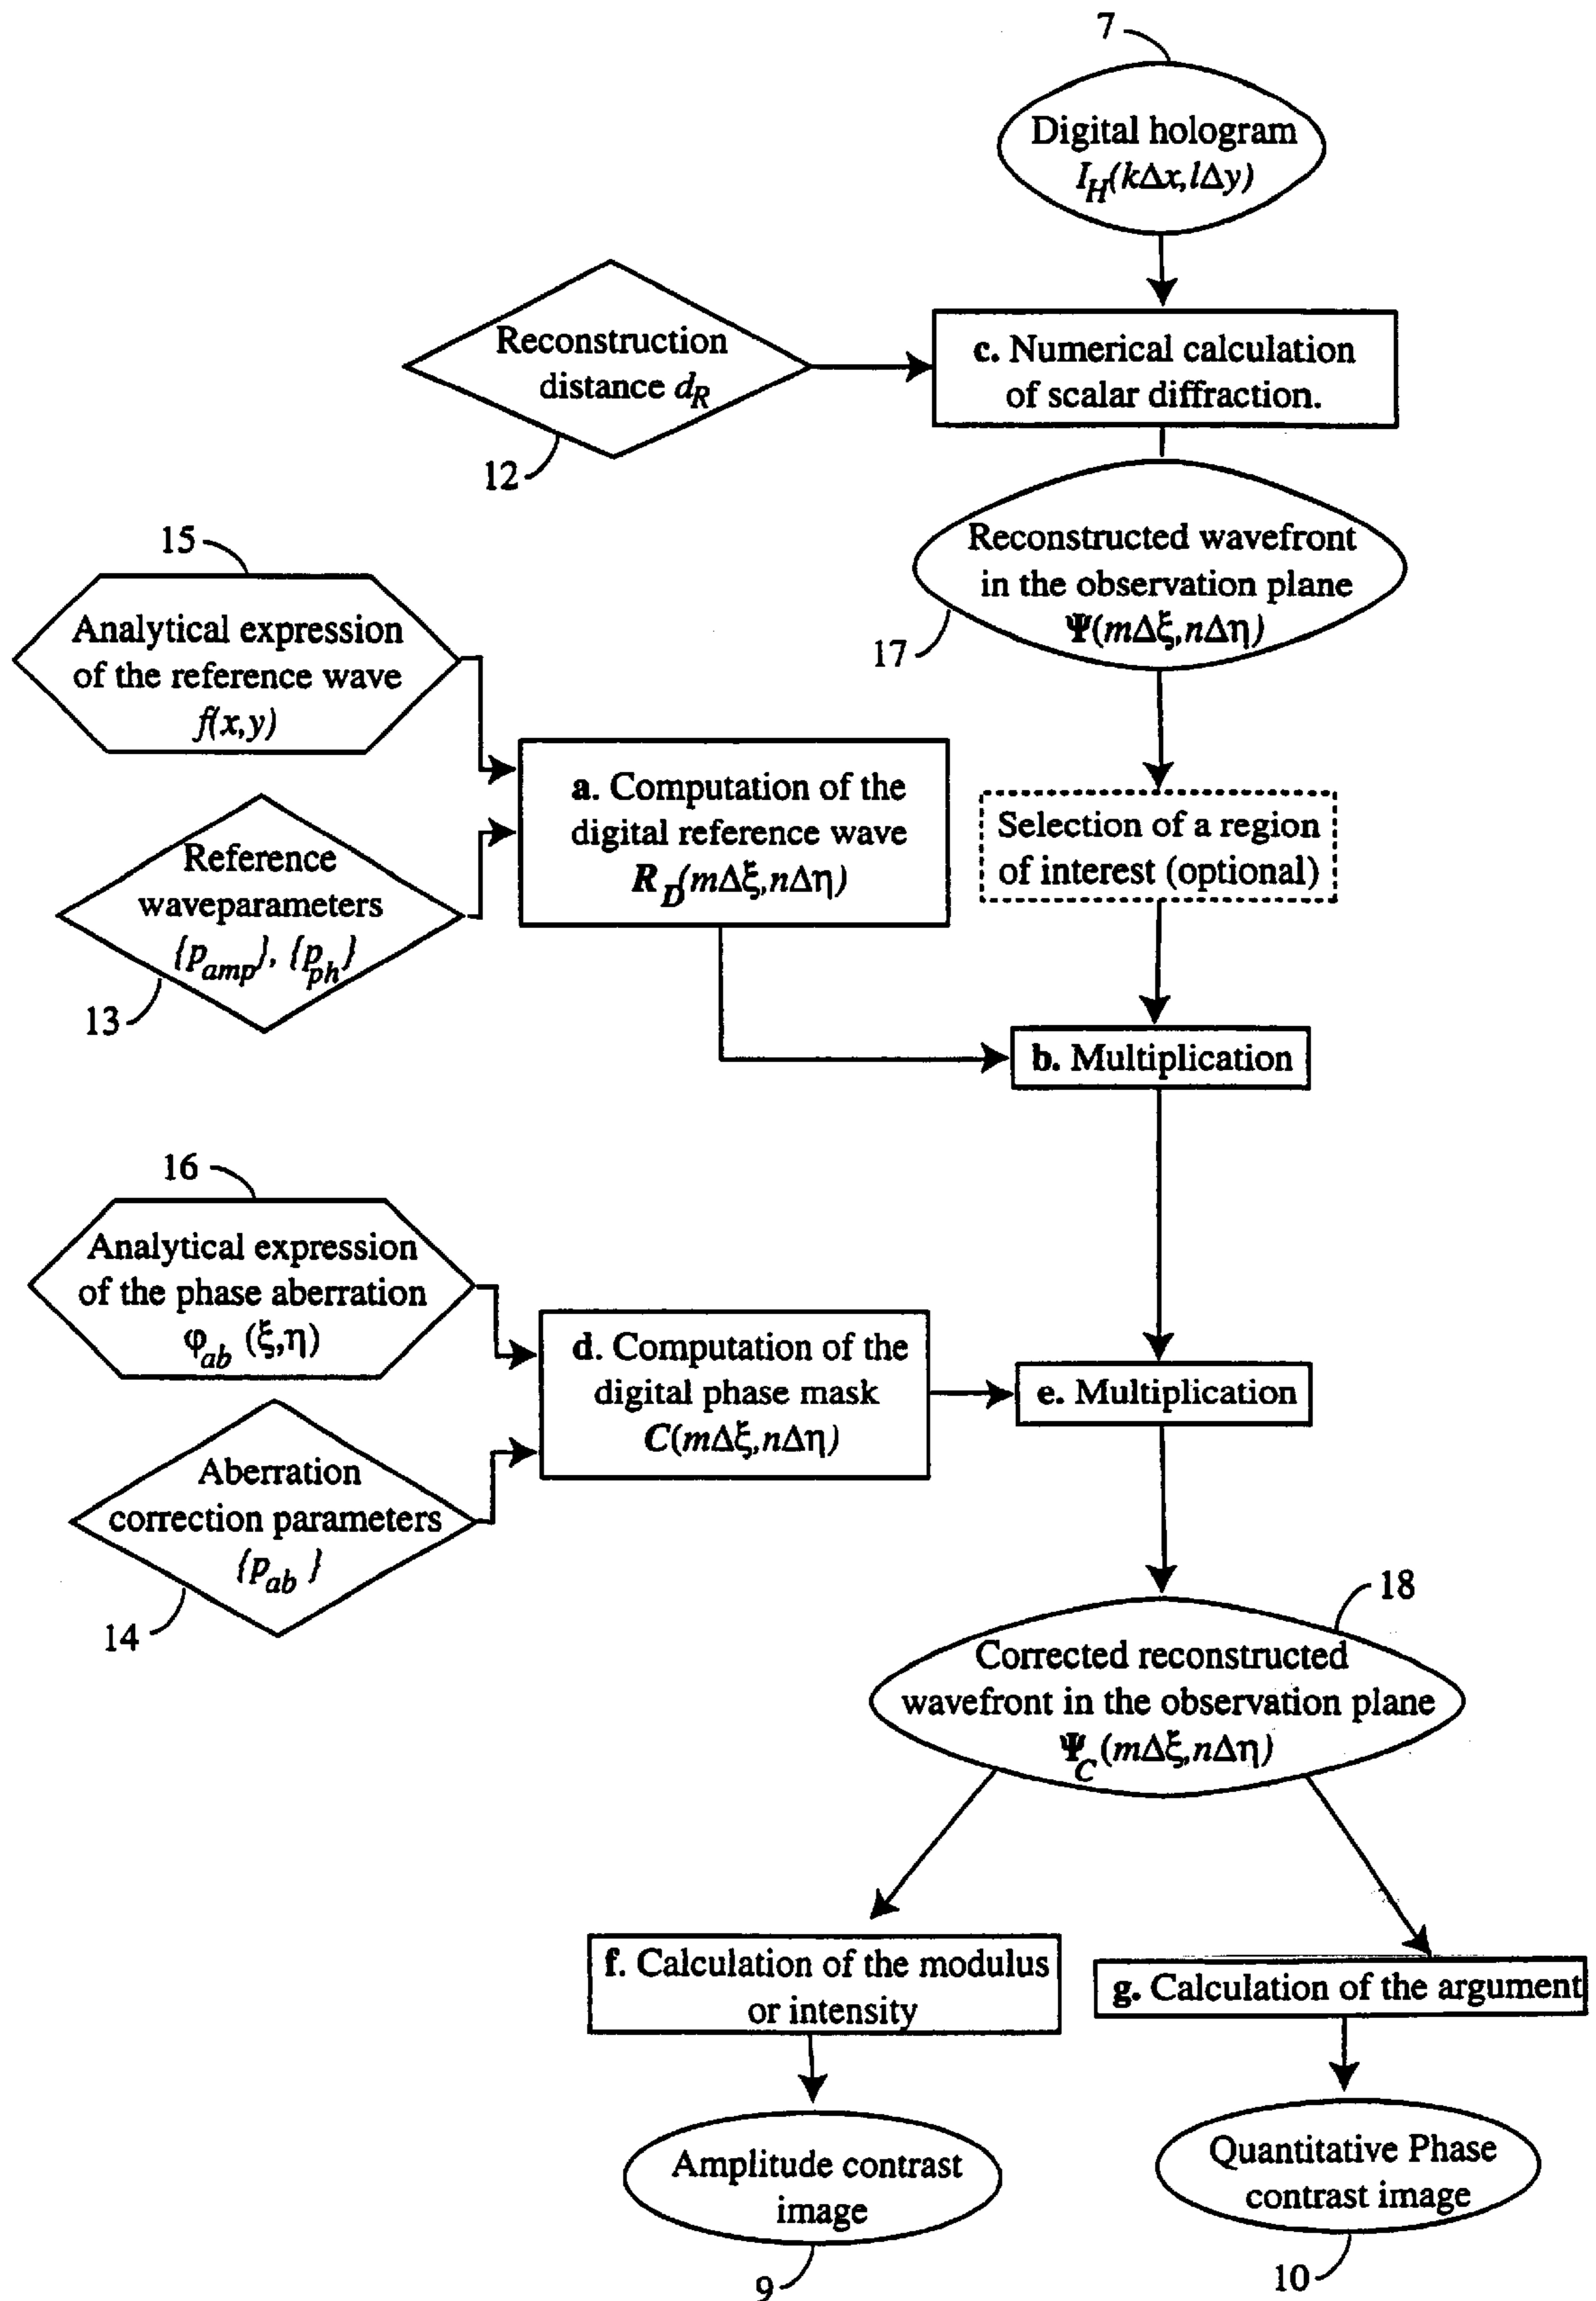 7
Digital hologram
I_H(kΔx,lΔy)
Reconstruction
distance d_R
12
c. Numerical calculation
of scalar diffraction.
Reconstructed wavefront
in the observation plane
Ψ(mΔξ,nΔη)
17
15
Analytical expression
of the reference wave
f(x,y)
a. Computation of the
digital reference wave
R_D(mΔξ,nΔη)
Selection of a region
of interest (optional)
Reference
waveparameters
{p_amp}, {p_ph}
13
b. Multiplication
16
Analytical expression
of the phase aberration
φ_ab (ξ,η)
d. Computation of the
digital phase mask
C(mΔξ,nΔη)
e. Multiplication
Aberration
correction parameters
{p_ab }
14
18
Corrected reconstructed
wavefront in the observation plane
Ψ_C(mΔξ,nΔη)
f. Calculation of the modulus
or intensity
g. Calculation of the argument
Amplitude contrast
image
9
Quantitative Phase
contrast image
10